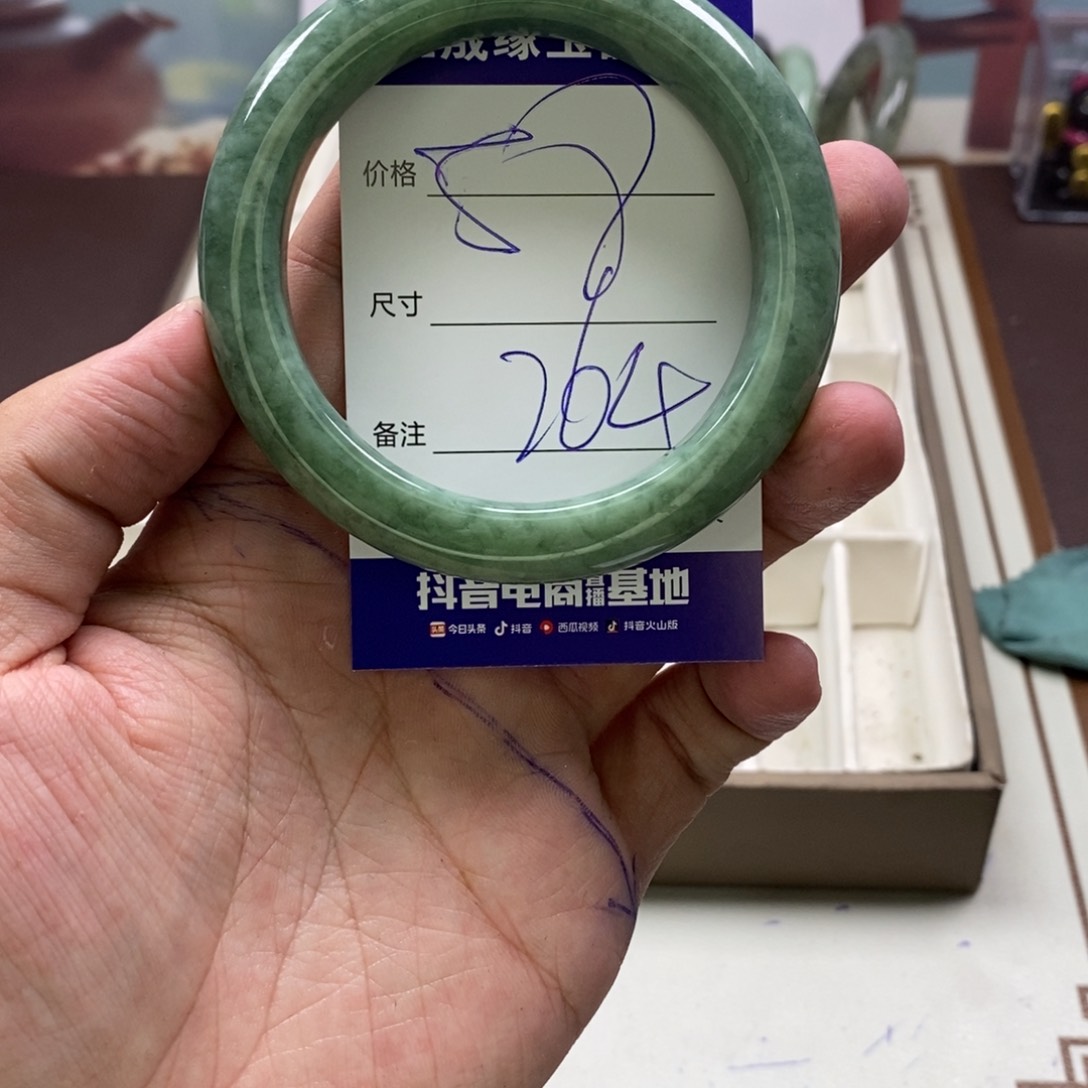 成缘玉
价格
尺寸
204
备注
抖音电商直播基地
今日头条 抖音 西瓜视频 抖音火山版